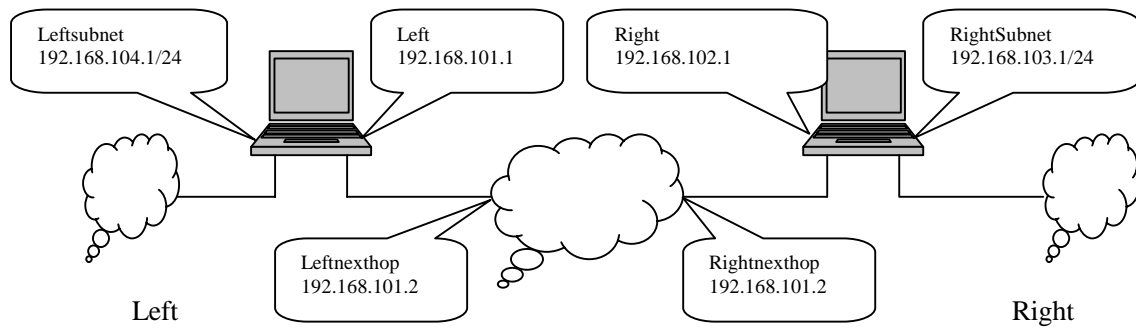 Leftsubnet
192.168.104.1/24
Left
192.168.101.1
Right
192.168.102.1
RightSubnet
192.168.103.1/24
Leftnexthop
192.168.101.2
Rightnexthop
192.168.101.2
Left
Right